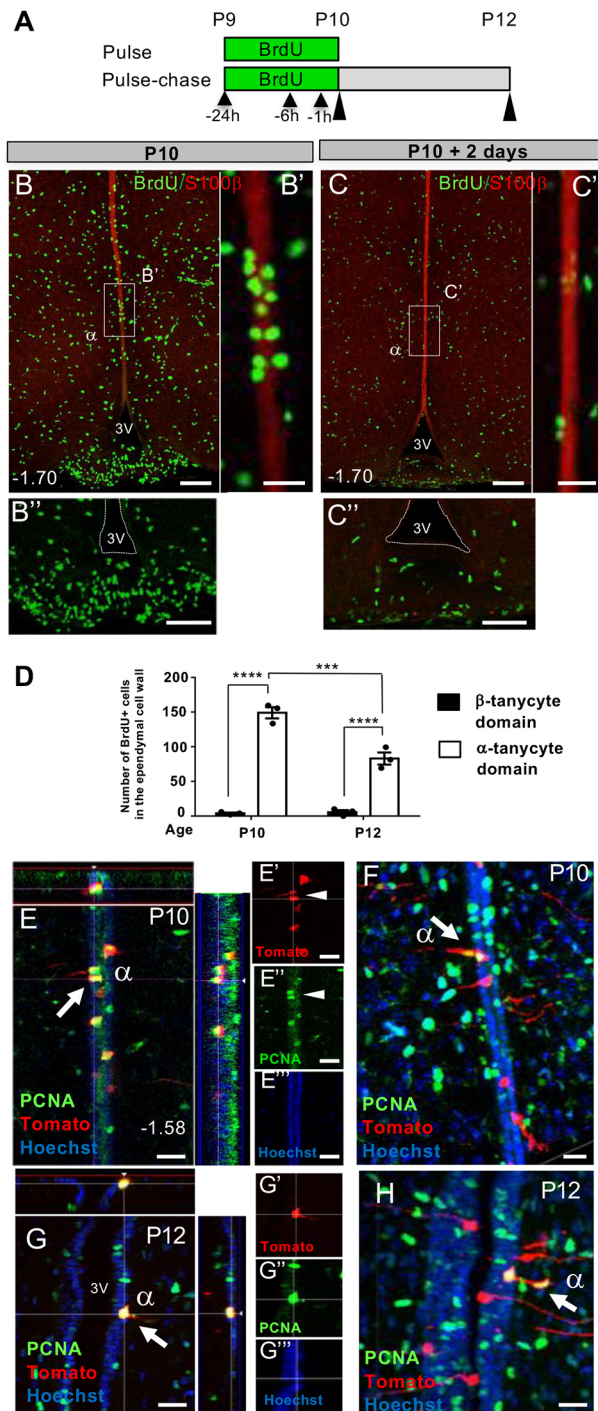 A
P9 P10 P12
Pulse BrdU
Pulse-chase BrdU
-24h -6h -1h
P10
P10 + 2 days
B BrdU/S100β B’
B’
α
3V
-1.70
C BrdU/S100β C’
C’
α
3V
-1.70
B’’
3V
C’’
3V
D
Number of BrdU+ cells
in the ependymal cell wall
200
150
100
50
0
**** *** ****
Age P10 P12
β-tanycyte
domain
α-tanycyte
domain
E P10
α
PCNA
Tomato
Hoechst
-1.58
E’
Tomato
E’’
PCNA
E’’’
Hoechst
F P10
α
PCNA
Tomato
Hoechst
G P12
3V α
PCNA
Tomato
Hoechst
G’
Tomato
G’’
PCNA
G’’’
Hoechst
H P12
α
PCNA
Tomato
Hoechst